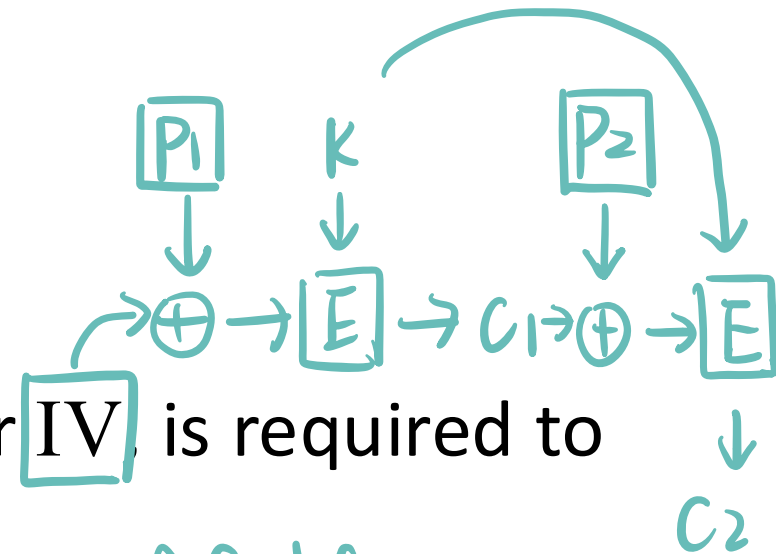 P1 K P2
⊕ → E → C1 → ⊕ → E
r IV, is required to
C2